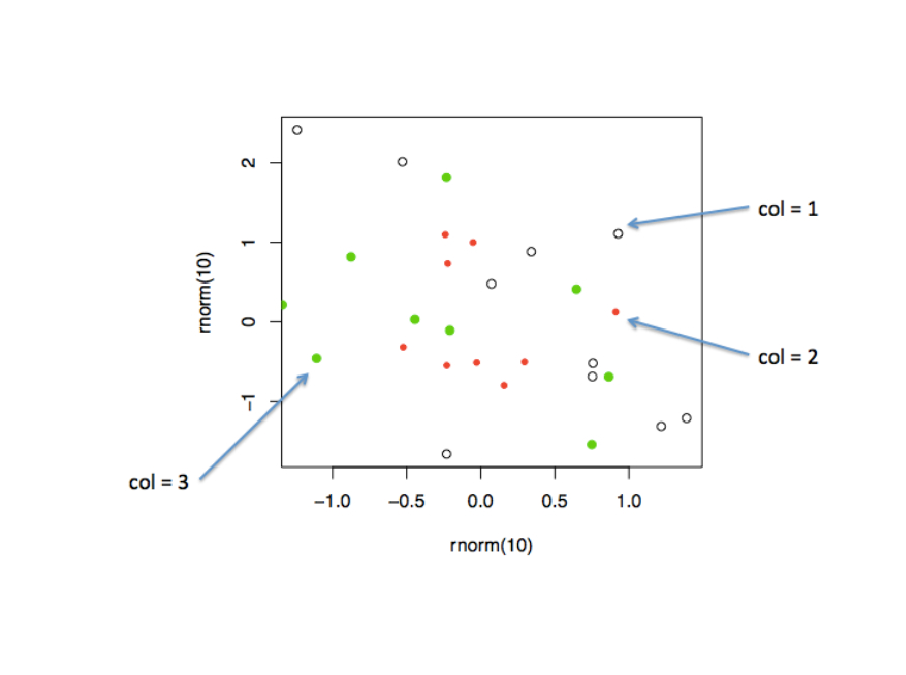 2
1
0
−1
rnorm(10)
col = 1
col = 2
col = 3
−1.0 −0.5 0.0 0.5 1.0
rnorm(10)